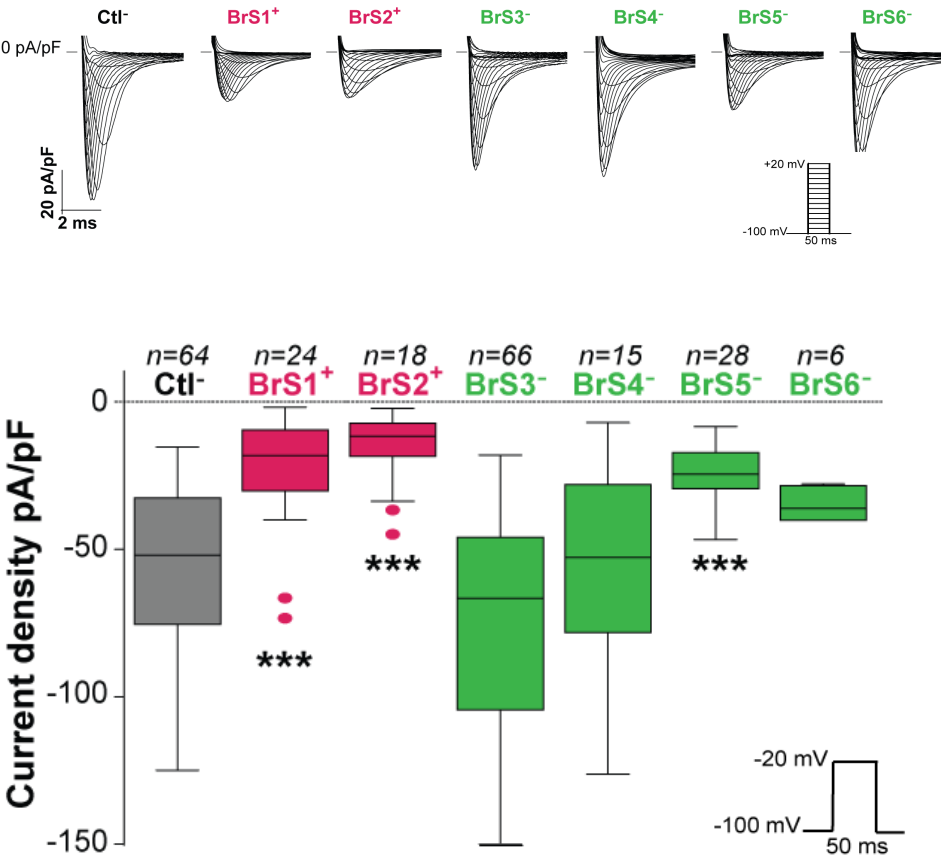 Ctl⁻ BrS1⁺ BrS2⁺ BrS3⁻ BrS4⁻ BrS5⁻ BrS6⁻
0 pA/pF
20 pA/pF
2 ms
+20 mV
-100 mV
50 ms
n=64 n=24 n=18 n=66 n=15 n=28 n=6
Ctl⁻ BrS1⁺ BrS2⁺ BrS3⁻ BrS4⁻ BrS5⁻ BrS6⁻
Current density pA/pF
0
-50
-100
-150
*** *** ***
-20 mV
-100 mV
50 ms